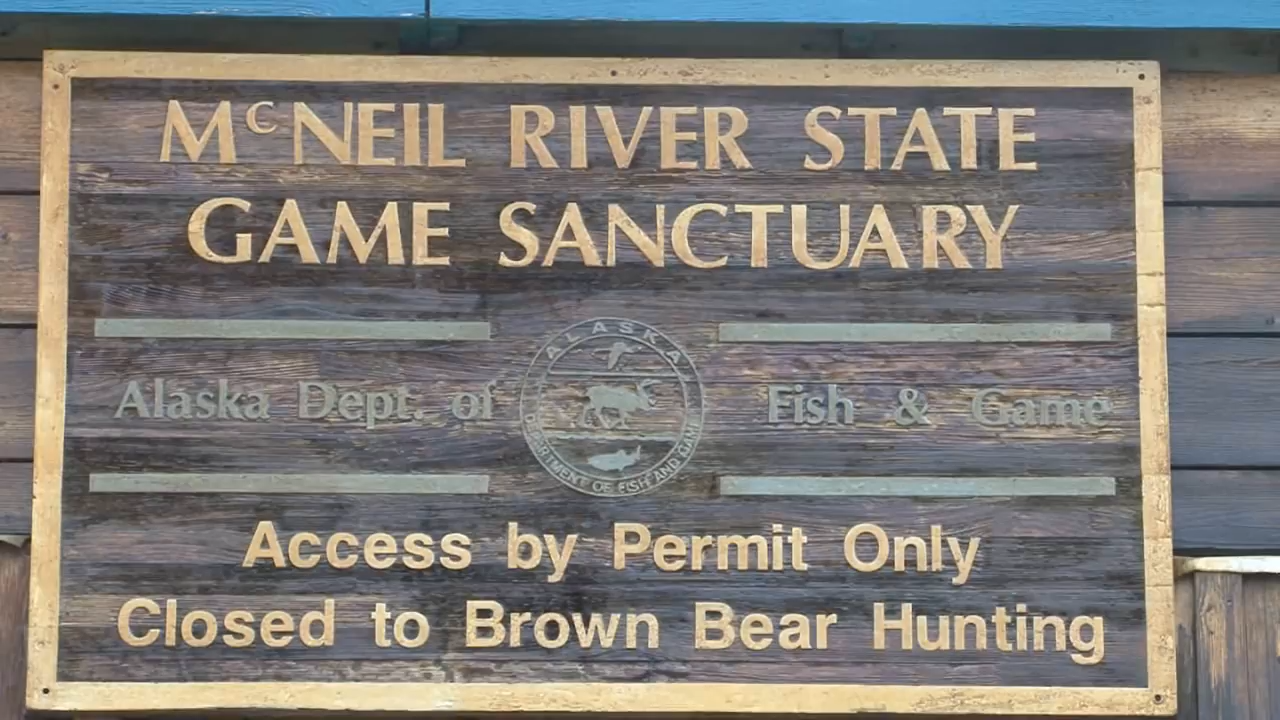 McNEIL RIVER STATE
GAME SANCTUARY
Alaska Dept. of Fish & Game
ALASKA
DEPARTMENT OF FISH AND GAME
Access by Permit Only
Closed to Brown Bear Hunting